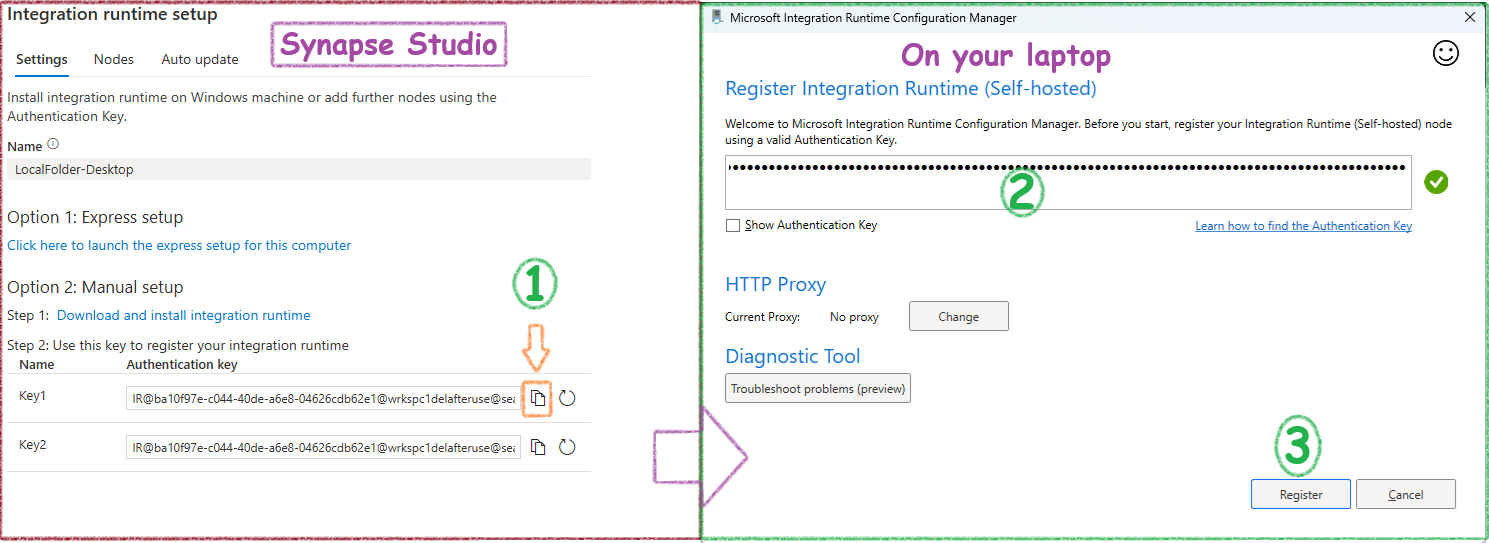 Integration runtime setup
Synapse Studio
Settings Nodes Auto update
Install integration runtime on Windows machine or add further nodes using the
Authentication Key.
Name
LocalFolder-Desktop
Option 1: Express setup
Click here to launch the express setup for this computer
1
Option 2: Manual setup
Step 1: Download and install integration runtime
Step 2: Use this key to register your integration runtime
Name Authentication key
Key1 IR@ba10f97e-c044-40de-a6e8-04626cdb62e1@wrkspc1delafteruse@sea
Key2 IR@ba10f97e-c044-40de-a6e8-04626cdb62e1@wrkspc1delafteruse@sea
Microsoft Integration Runtime Configuration Manager
On your laptop
Register Integration Runtime (Self-hosted)
Welcome to Microsoft Integration Runtime Configuration Manager. Before you start, register your Integration Runtime (Self-hosted) node
using a valid Authentication Key.
2
Show Authentication Key Learn how to find the Authentication Key
HTTP Proxy
Current Proxy: No proxy Change
Diagnostic Tool
Troubleshoot problems (preview)
3
Register Cancel